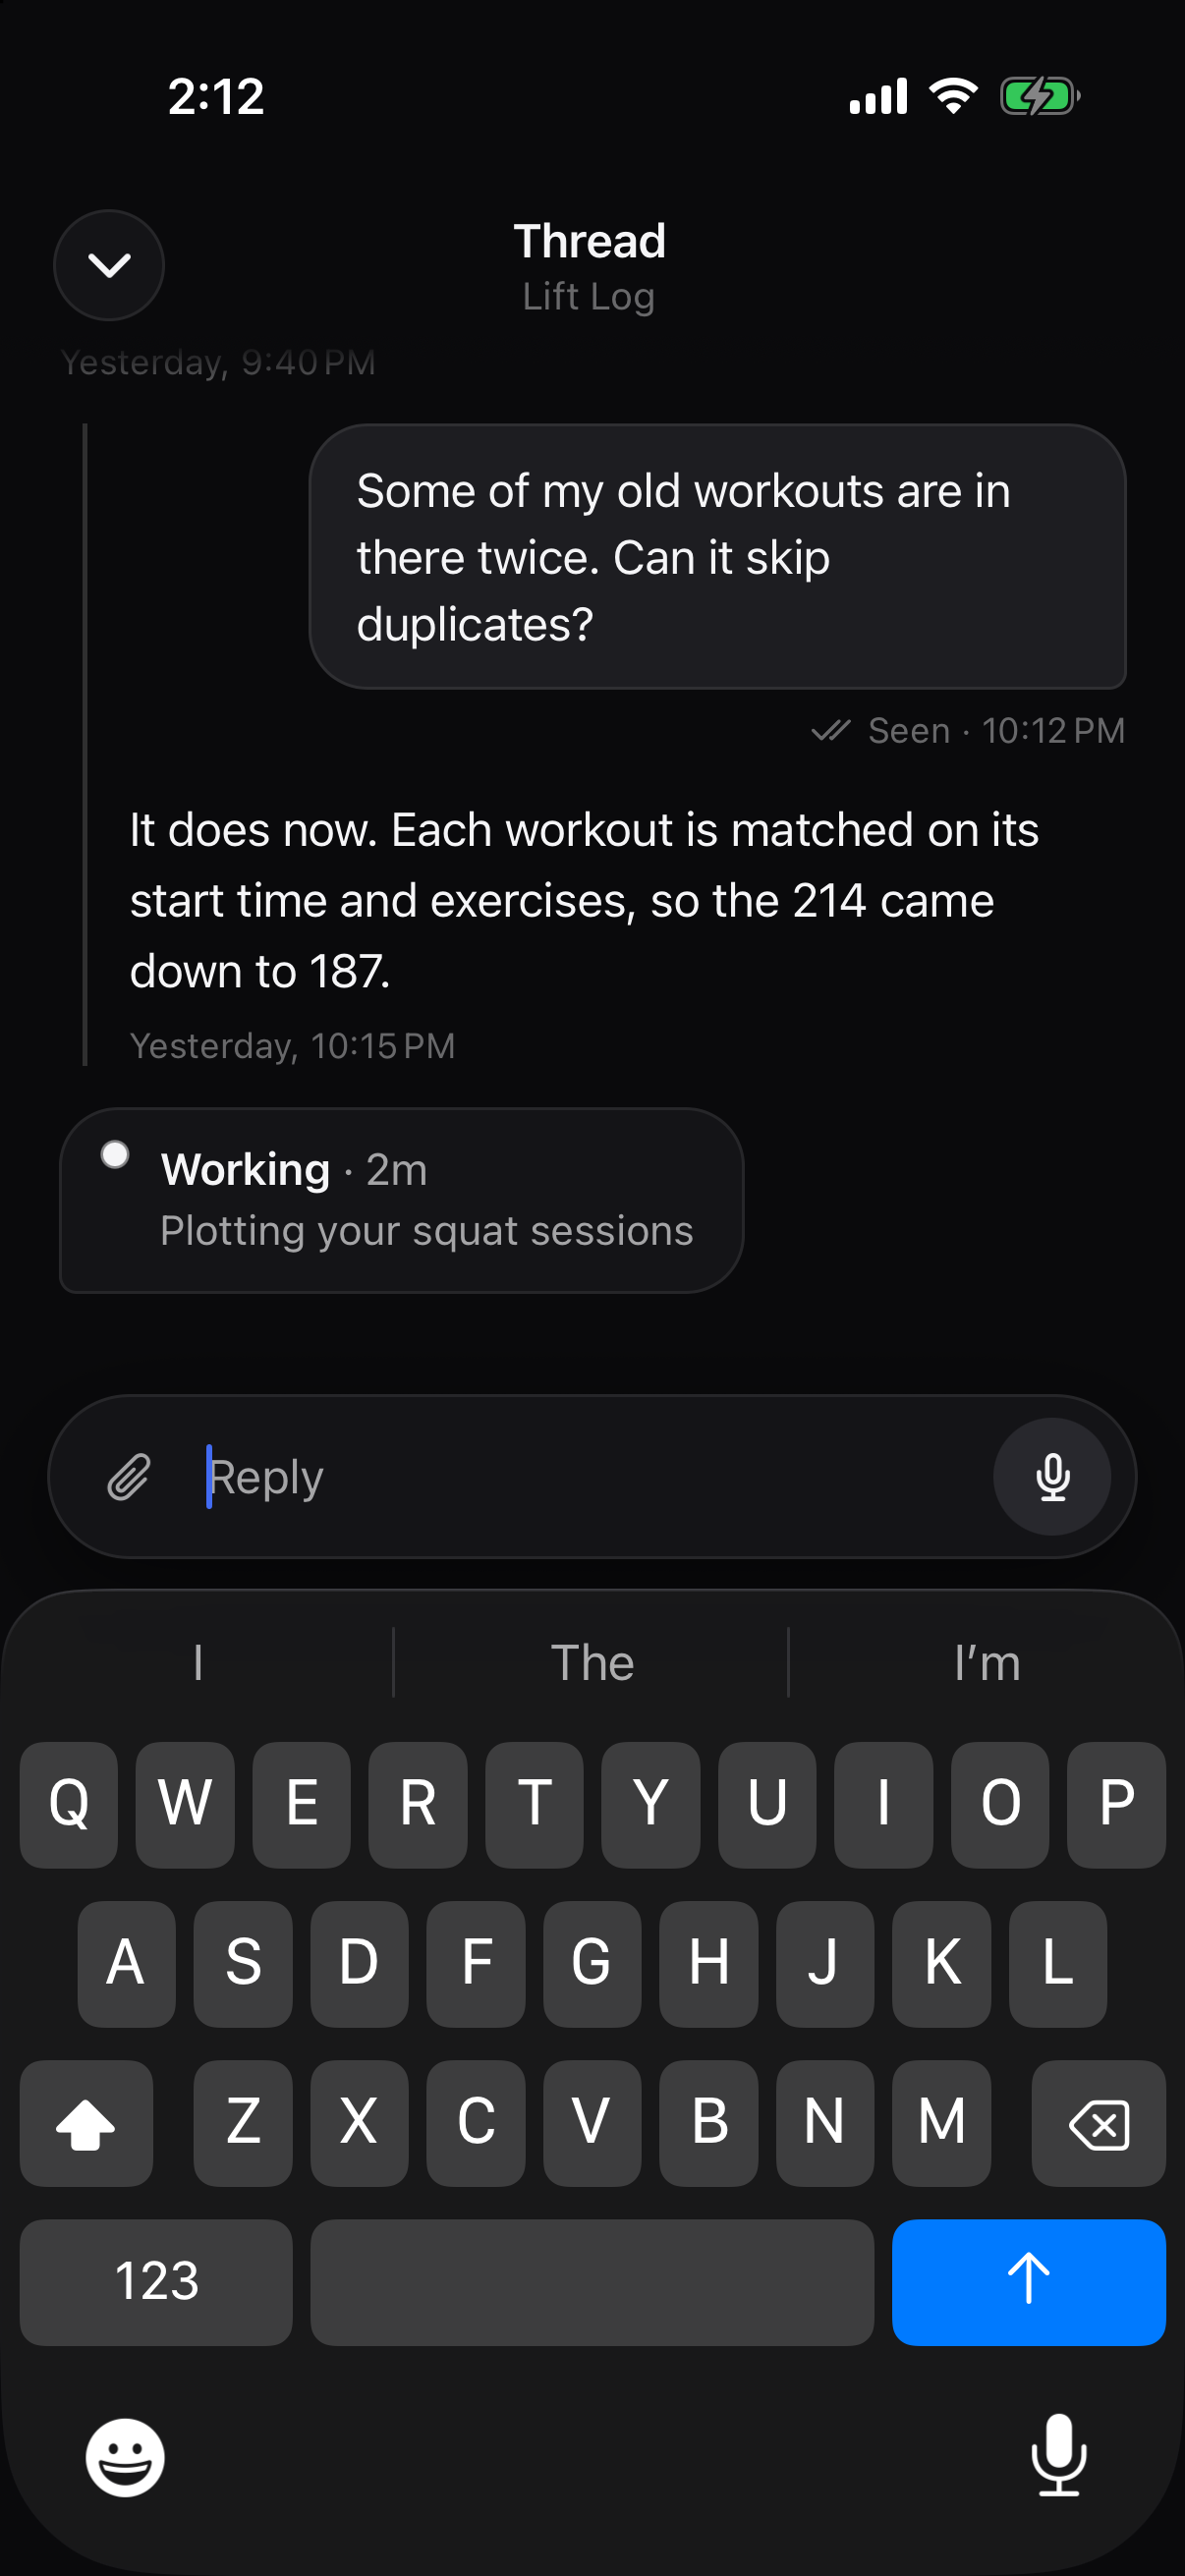 2:12
Thread
Lift Log
Yesterday, 9:40 PM
Some of my old workouts are in
there twice. Can it skip
duplicates?
Seen · 10:12 PM
It does now. Each workout is matched on its
start time and exercises, so the 214 came
down to 187.
Yesterday, 10:15 PM
Working · 2m
Plotting your squat sessions
Reply
I The I’m
Q W E R T Y U I O P
A S D F G H J K L
Z X C V B N M
123